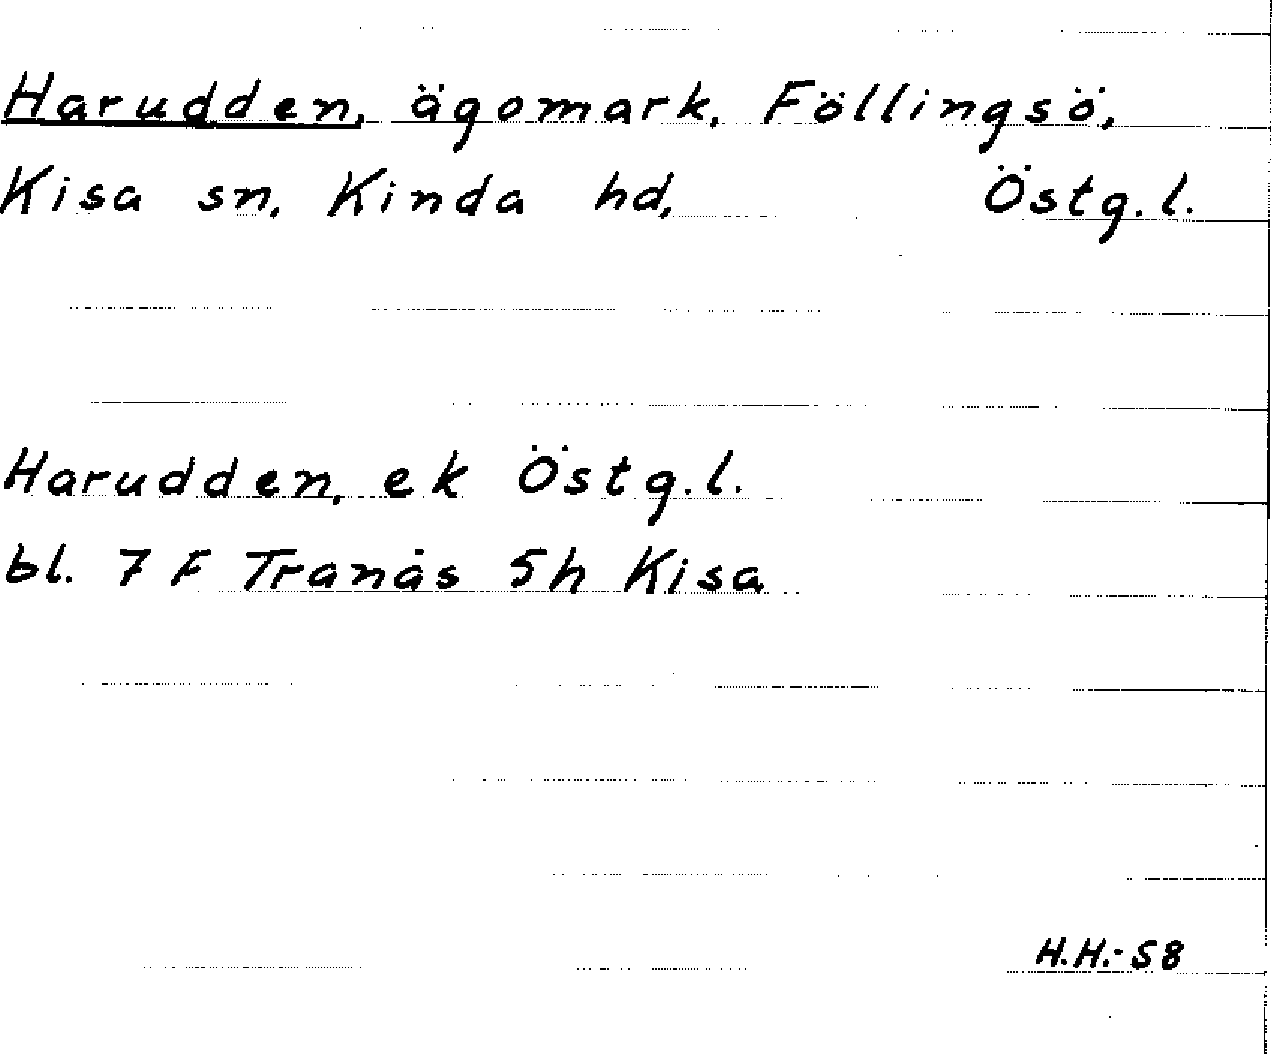 Harudden, ägomark, Föllingsö,
Kisa sn, Kinda hd, Östg. l.
Harudden, ek Östg. l.
bl. 7 F Tranås 5h Kisa
H.H.-58